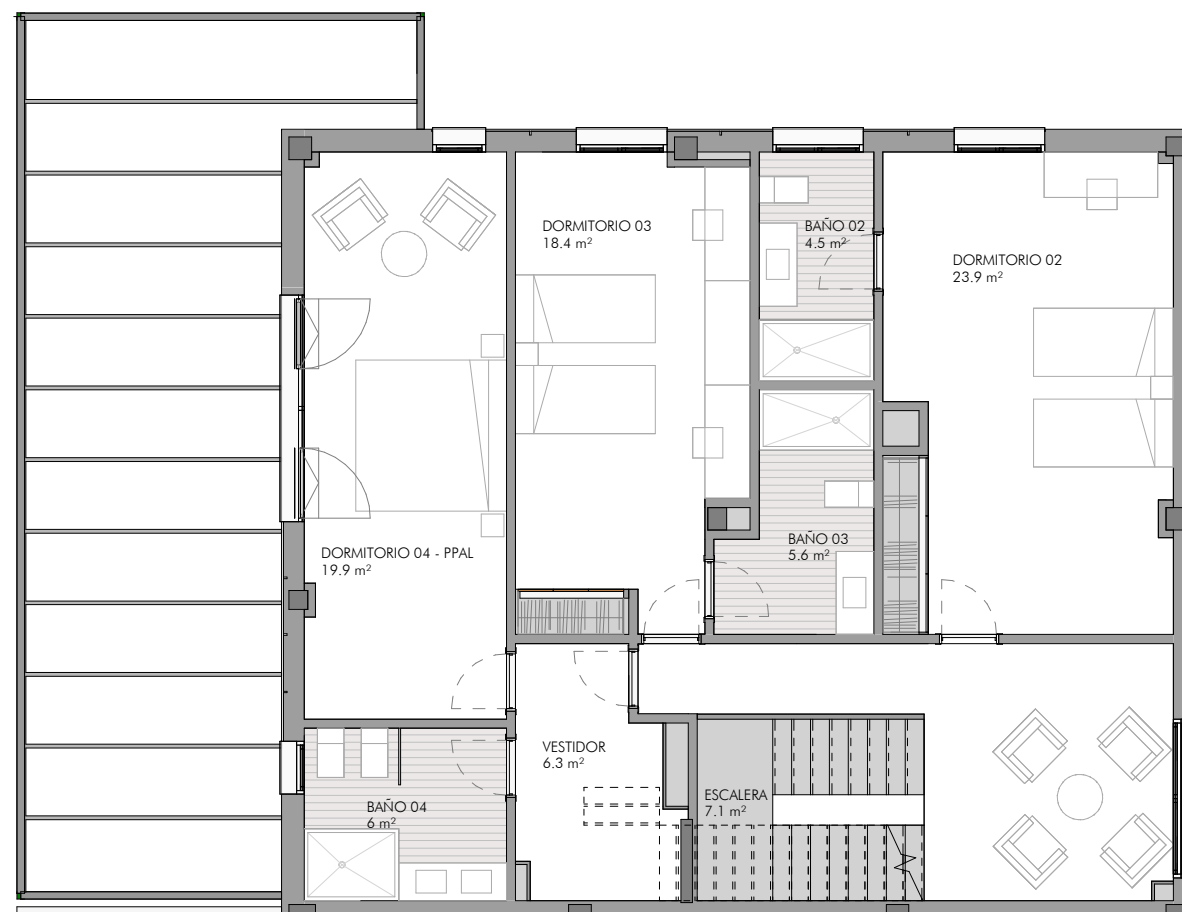 DORMITORIO 03
18.4 m²
BAÑO 02
4.5 m²
DORMITORIO 02
23.9 m²
DORMITORIO 04 - PPAL
19.9 m²
BAÑO 03
5.6 m²
VESTIDOR
6.3 m²
ESCALERA
7.1 m²
BAÑO 04
6 m²